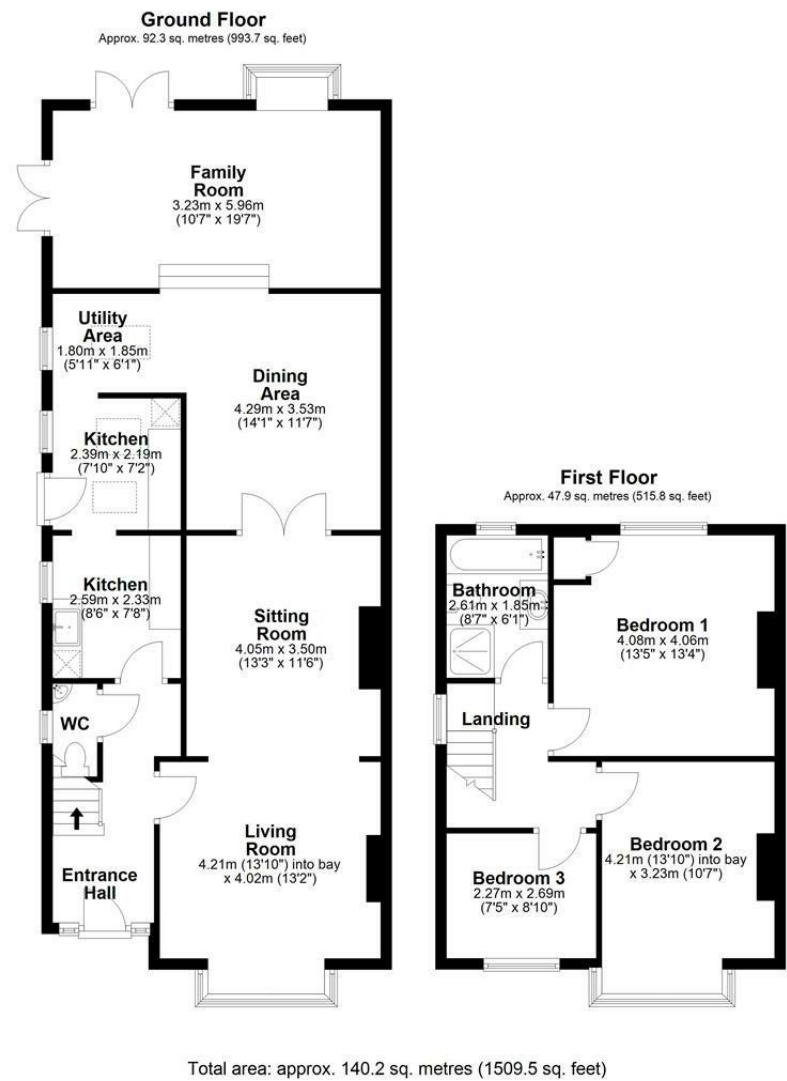 Ground Floor
Approx. 92.3 sq. metres (993.7 sq. feet)
Family
Room
3.23m x 5.96m
(10'7" x 19'7")
Utility
Area
1.80m x 1.85m
(5'11" x 6'1")
Dining
Area
4.29m x 3.53m
(14'1" x 11'7")
Kitchen
2.39m x 2.19m
(7'10" x 7'2")
Kitchen
2.59m x 2.33m
(8'6" x 7'8")
Sitting
Room
4.05m x 3.50m
(13'3" x 11'6")
WC
Living
Room
4.21m (13'10") into bay
x 4.02m (13'2")
Entrance
Hall
First Floor
Approx. 47.9 sq. metres (515.8 sq. feet)
Bathroom
2.61m x 1.85m
(8'7" x 6'1")
Bedroom 1
4.08m x 4.06m
(13'5" x 13'4")
Landing
Bedroom 2
4.21m (13'10") into bay
x 3.23m (10'7")
Bedroom 3
2.27m x 2.69m
(7'5" x 8'10")
Total area: approx. 140.2 sq. metres (1509.5 sq. feet)